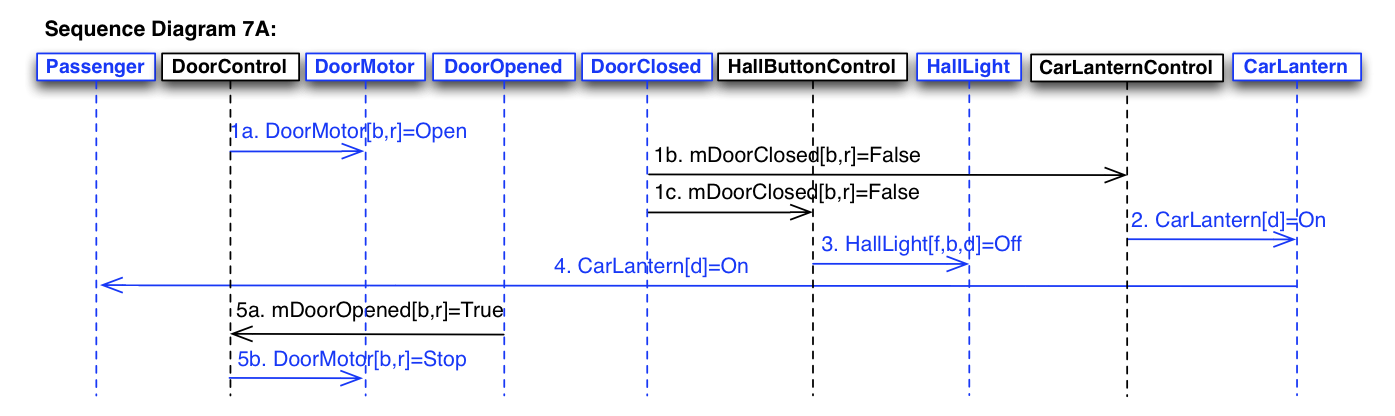 Sequence Diagram 7A:
Passenger DoorControl DoorMotor DoorOpened DoorClosed HallButtonControl HallLight CarLanternControl CarLantern
1a. DoorMotor[b,r]=Open
1b. mDoorClosed[b,r]=False
1c. mDoorClosed[b,r]=False
2. CarLantern[d]=On
3. HallLight[f,b,d]=Off
4. CarLantern[d]=On
5a. mDoorOpened[b,r]=True
5b. DoorMotor[b,r]=Stop